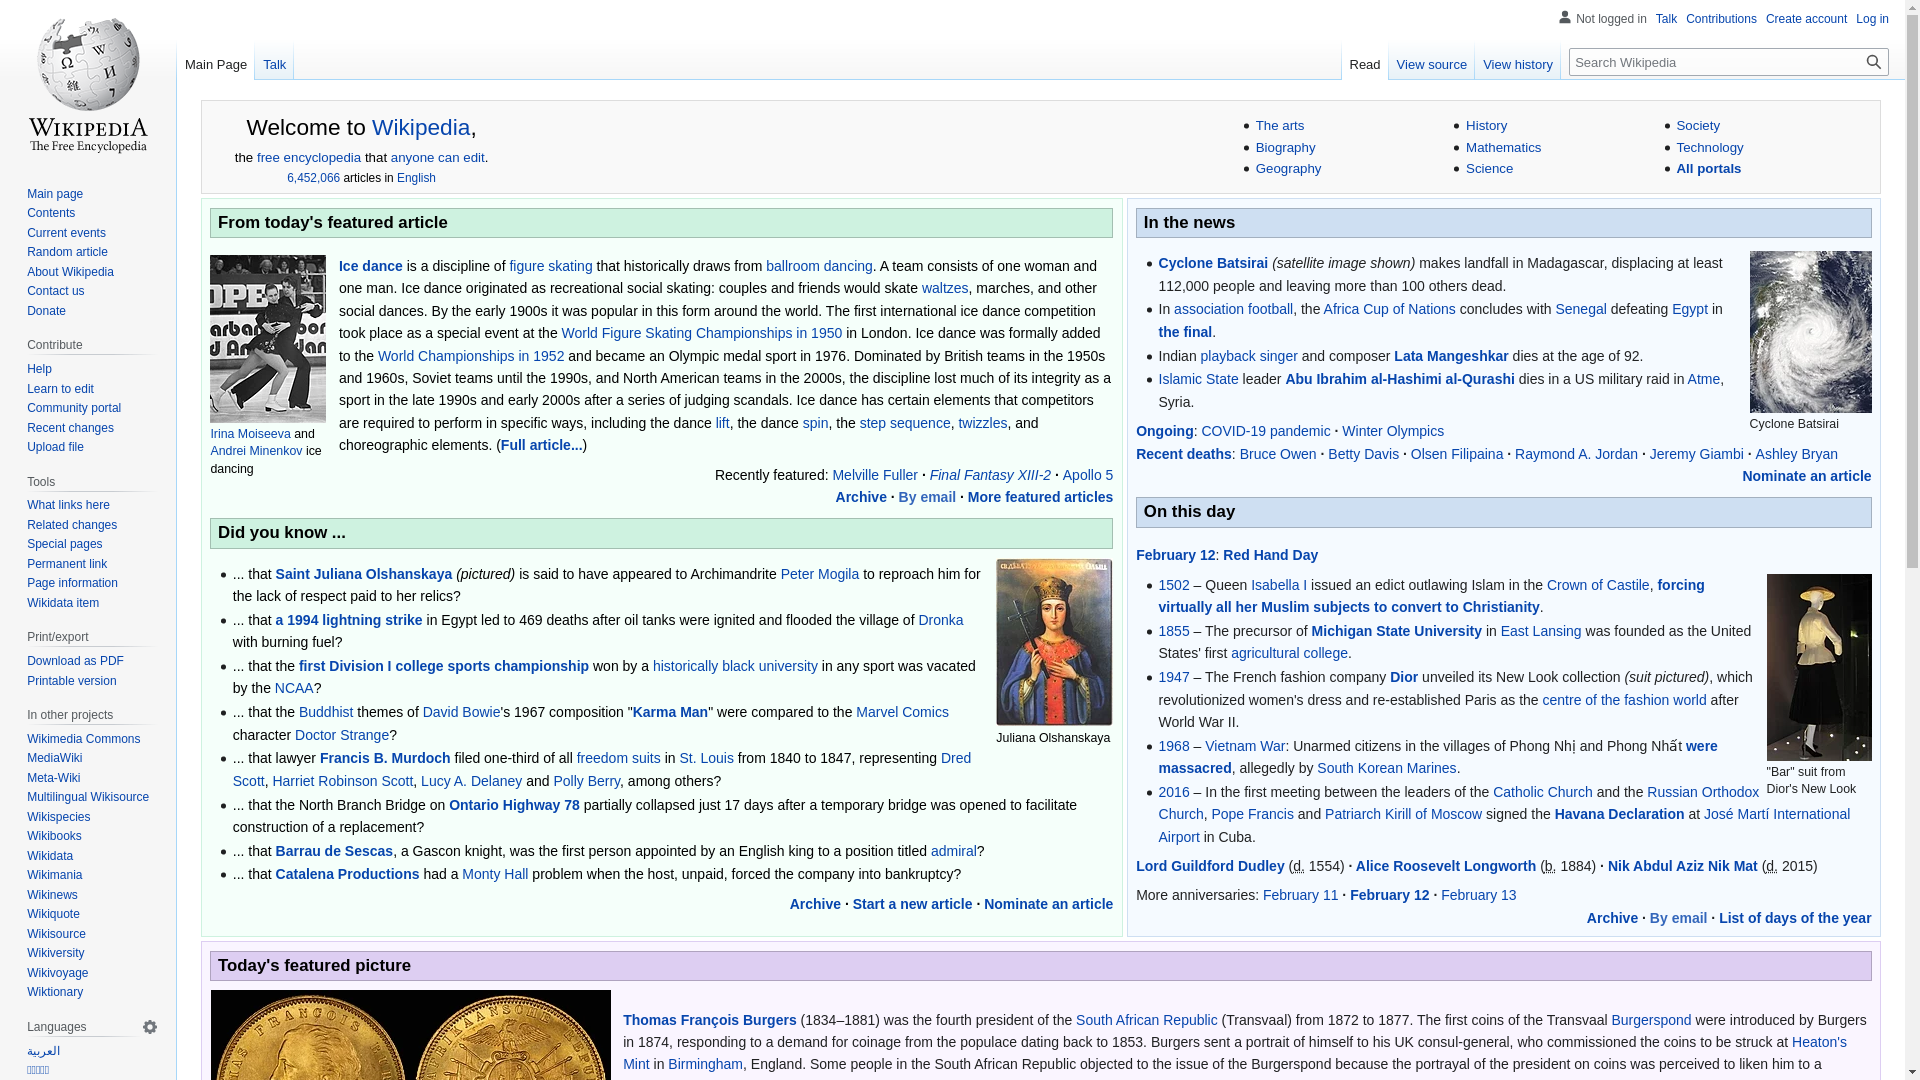 Not logged in Talk Contributions Create account Log in
Main Page Talk
Read View source View history Search Wikipedia
WIKIPEDIA
The Free Encyclopedia
Main page
Contents
Current events
Random article
About Wikipedia
Contact us
Donate
Contribute
Help
Learn to edit
Community portal
Recent changes
Upload file
Tools
What links here
Related changes
Special pages
Permanent link
Page information
Wikidata item
Print/export
Download as PDF
Printable version
In other projects
Wikimedia Commons
MediaWiki
Meta-Wiki
Multilingual Wikisource
Wikispecies
Wikibooks
Wikidata
Wikimania
Wikinews
Wikiquote
Wikisource
Wikiversity
Wikivoyage
Wiktionary
Languages
العربية
Welcome to Wikipedia,
the free encyclopedia that anyone can edit.
6,452,066 articles in English
The arts
Biography
Geography
History
Mathematics
Science
Society
Technology
All portals
From today's featured article
Irina Moiseeva and
Andrei Minenkov ice
dancing
Ice dance is a discipline of figure skating that historically draws from ballroom dancing. A team consists of one woman and
one man. Ice dance originated as recreational social skating: couples and friends would skate waltzes, marches, and other
social dances. By the early 1900s it was popular in this form around the world. The first international ice dance competition
took place as a special event at the World Figure Skating Championships in 1950 in London. Ice dance was formally added
to the World Championships in 1952 and became an Olympic medal sport in 1976. Dominated by British teams in the 1950s
and 1960s, Soviet teams until the 1990s, and North American teams in the 2000s, the discipline lost much of its integrity as a
sport in the late 1990s and early 2000s after a series of judging scandals. Ice dance has certain elements that competitors
are required to perform in specific ways, including the dance lift, the dance spin, the step sequence, twizzles, and
choreographic elements. (Full article...)
Recently featured: Melville Fuller · Final Fantasy XIII-2 · Apollo 5
Archive · By email · More featured articles
Did you know ...
... that Saint Juliana Olshanskaya (pictured) is said to have appeared to Archimandrite Peter Mogila to reproach him for
the lack of respect paid to her relics?
... that a 1994 lightning strike in Egypt led to 469 deaths after oil tanks were ignited and flooded the village of Dronka
with burning fuel?
... that the first Division I college sports championship won by a historically black university in any sport was vacated
by the NCAA?
... that the Buddhist themes of David Bowie's 1967 composition "Karma Man" were compared to the Marvel Comics
character Doctor Strange?
... that lawyer Francis B. Murdoch filed one-third of all freedom suits in St. Louis from 1840 to 1847, representing Dred
Scott, Harriet Robinson Scott, Lucy A. Delaney and Polly Berry, among others?
... that the North Branch Bridge on Ontario Highway 78 partially collapsed just 17 days after a temporary bridge was opened to facilitate
construction of a replacement?
... that Barrau de Sescas, a Gascon knight, was the first person appointed by an English king to a position titled admiral?
... that Catalena Productions had a Monty Hall problem when the host, unpaid, forced the company into bankruptcy?
Juliana Olshanskaya
Archive · Start a new article · Nominate an article
In the news
Cyclone Batsirai (satellite image shown) makes landfall in Madagascar, displacing at least
112,000 people and leaving more than 100 others dead.
In association football, the Africa Cup of Nations concludes with Senegal defeating Egypt in
the final.
Indian playback singer and composer Lata Mangeshkar dies at the age of 92.
Islamic State leader Abu Ibrahim al-Hashimi al-Qurashi dies in a US military raid in Atme,
Syria.
Cyclone Batsirai
Ongoing: COVID-19 pandemic · Winter Olympics
Recent deaths: Bruce Owen · Betty Davis · Olsen Filipaina · Raymond A. Jordan · Jeremy Giambi · Ashley Bryan
Nominate an article
On this day
February 12: Red Hand Day
1502 – Queen Isabella I issued an edict outlawing Islam in the Crown of Castile, forcing
virtually all her Muslim subjects to convert to Christianity.
1855 – The precursor of Michigan State University in East Lansing was founded as the United
States' first agricultural college.
1947 – The French fashion company Dior unveiled its New Look collection (suit pictured), which
revolutionized women's dress and re-established Paris as the centre of the fashion world after
World War II.
1968 – Vietnam War: Unarmed citizens in the villages of Phong Nhị and Phong Nhất were
massacred, allegedly by South Korean Marines.
2016 – In the first meeting between the leaders of the Catholic Church and the Russian Orthodox
Church, Pope Francis and Patriarch Kirill of Moscow signed the Havana Declaration at José Martí International
Airport in Cuba.
"Bar" suit from
Dior's New Look
Lord Guildford Dudley (d. 1554) · Alice Roosevelt Longworth (b. 1884) · Nik Abdul Aziz Nik Mat (d. 2015)
More anniversaries: February 11 · February 12 · February 13
Archive · By email · List of days of the year
Today's featured picture
Thomas François Burgers (1834–1881) was the fourth president of the South African Republic (Transvaal) from 1872 to 1877. The first coins of the Transvaal Burgerspond were introduced by Burgers
in 1874, responding to a demand for coinage from the populace dating back to 1853. Burgers sent a portrait of himself to his UK consul-general, who commissioned the coins to be struck at Heaton's
Mint in Birmingham, England. Some people in the South African Republic objected to the issue of the Burgerspond because the portrayal of the president on coins was perceived to liken him to a